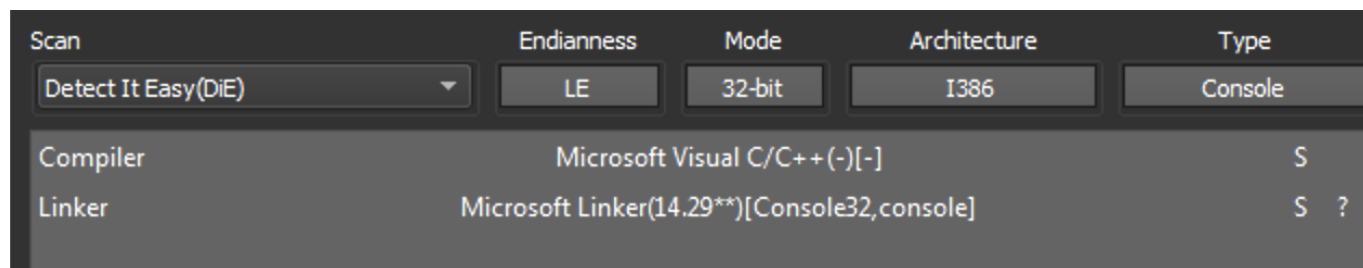 Scan Endianness Mode Architecture Type
Detect It Easy(DiE) LE 32-bit I386 Console
Compiler Microsoft Visual C/C++(-)[-] S
Linker Microsoft Linker(14.29**)[Console32,console] S ?